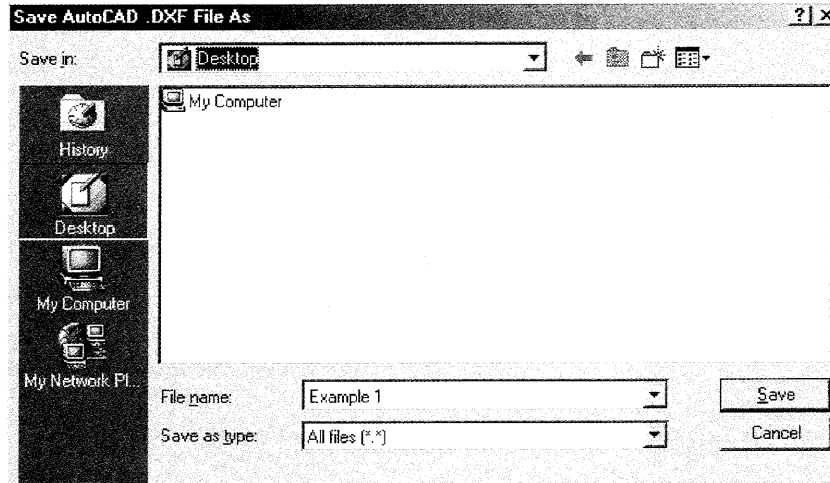 Save AutoCAD .DXF File As
Save in:
Desktop
History
Desktop
My Computer
My Network Pl...
My Computer
File name:
Example 1
Save
Save as type:
All files (*.*)
Cancel